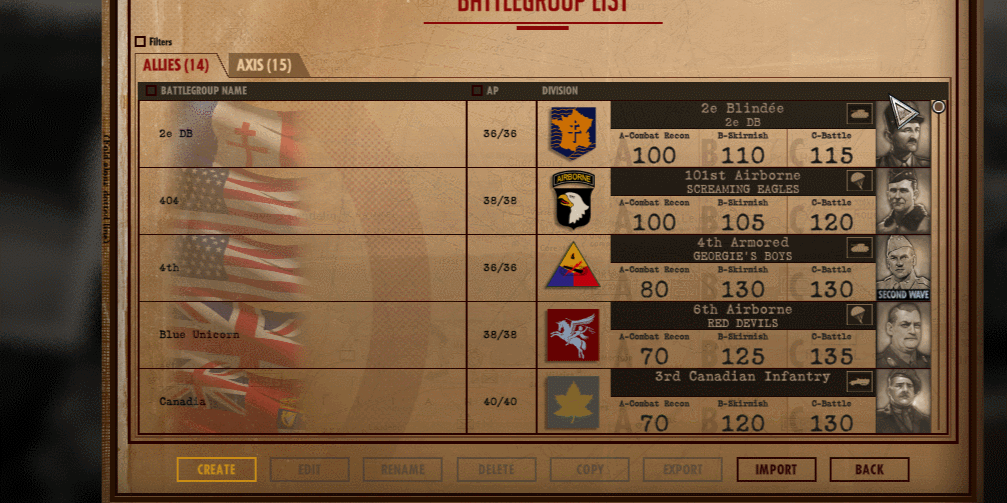 BATTLEGROUP LIST
Filters
ALLIES (14) AXIS (15)
BATTLEGROUP NAME AP DIVISION
2e DB 36/36 2e Blindée
2e DB
A-Combat Recon B-Skirmish C-Battle
100 110 115
404 38/38 AIRBORNE 101st Airborne
SCREAMING EAGLES
A-Combat Recon B-Skirmish C-Battle
100 105 120
4th 36/36 4 4th Armored
GEORGIE'S BOYS
A-Combat Recon B-Skirmish C-Battle
80 130 130
SECOND WAVE
Blue Unicorn 38/38 6th Airborne
RED DEVILS
A-Combat Recon B-Skirmish C-Battle
70 125 135
Canada 40/40 3rd Canadian Infantry
A-Combat Recon B-Skirmish C-Battle
70 120 130
CREATE EDIT RENAME DELETE COPY EXPORT IMPORT BACK